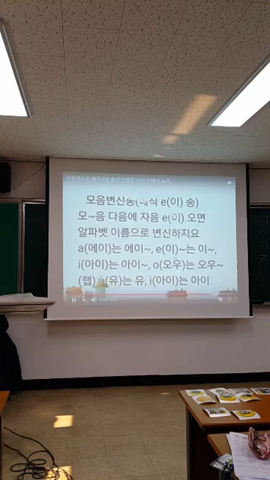 모음변신송( 식 e(이) 송)
모~음 다음에 자음 e(이) 오면
알파벳 이름으로 변신하지요
a(에이)는 에이~, e(이)~는 이~,
i(아이)는 아이~, o(오우)는 오우~
(랩) u(유)는 유, i(아이)는 아이